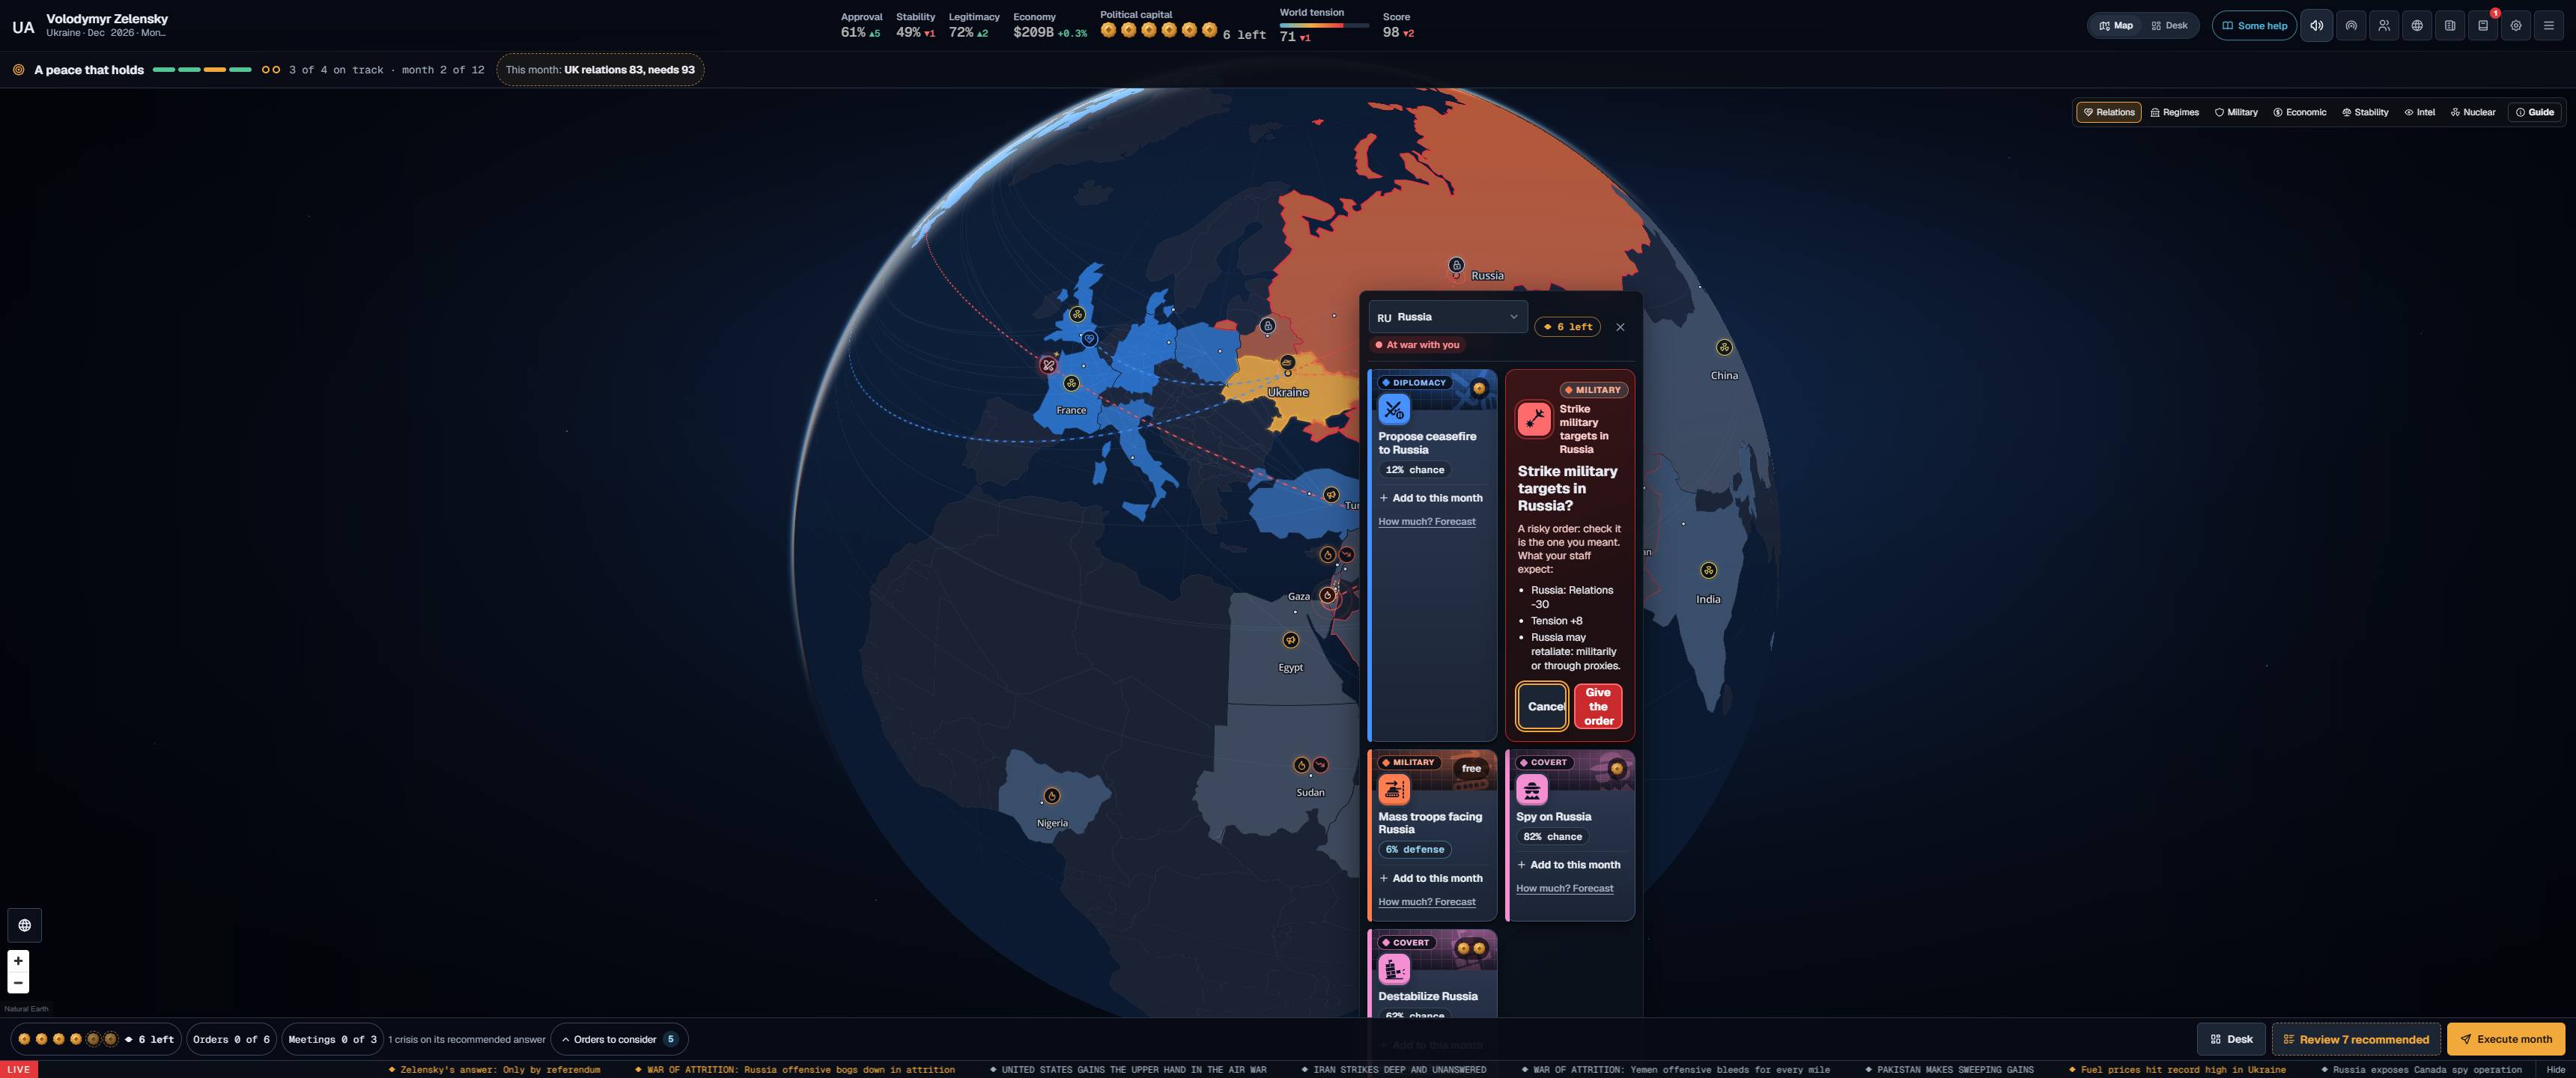 UA
Volodymyr Zelensky
Ukraine · Dec 2026 · Mon…
Approval
61% ▴5
Stability
49% ▾1
Legitimacy
72% ▴2
Economy
$209B +0.3%
Political capital
6 left
World tension
71 ▾1
Score
98 ▾2
Map
Desk
Some help
1
A peace that holds
3 of 4 on track · month 2 of 12
This month: UK relations 83, needs 93
Relations
Regimes
Military
Economic
Stability
Intel
Nuclear
Guide
Russia
China
Ukraine
France
Tur
Gaza
Egypt
Sudan
Nigeria
India
an
RU Russia
6 left
At war with you
DIPLOMACY
Propose ceasefire
to Russia
12% chance
+ Add to this month
How much? Forecast
MILITARY
Strike
military
targets in
Russia
Strike military
targets in
Russia?
A risky order: check it
is the one you meant.
What your staff
expect:
• Russia: Relations
-30
• Tension +8
• Russia may
retaliate: militarily
or through proxies.
Cancel
Give
the
order
MILITARY
free
Mass troops facing
Russia
6% defense
+ Add to this month
How much? Forecast
COVERT
Spy on Russia
82% chance
+ Add to this month
How much? Forecast
COVERT
Destabilize Russia
62% chance
+ Add to this month
+
−
Natural Earth
6 left
Orders 0 of 6
Meetings 0 of 3
1 crisis on its recommended answer
Orders to consider 5
Desk
Review 7 recommended
Execute month
LIVE
◆ Zelensky's answer: Only by referendum
◆ WAR OF ATTRITION: Russia offensive bogs down in attrition
◆ UNITED STATES GAINS THE UPPER HAND IN THE AIR WAR
◆ IRAN STRIKES DEEP AND UNANSWERED
◆ WAR OF ATTRITION: Yemen offensive bleeds for every mile
◆ PAKISTAN MAKES SWEEPING GAINS
◆ Fuel prices hit record high in Ukraine
◆ Russia exposes Canada spy operation
Hide